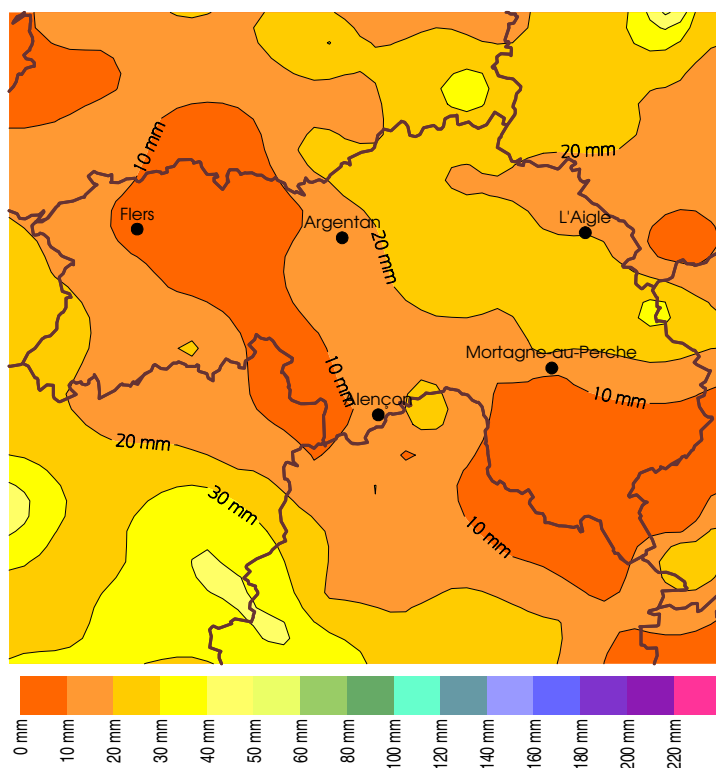 10 mm
20 mm
Flers
Argentan
L'Aigle
20 mm
Mortagne-au-Perche
10 mm
10 mm
Alençon
20 mm
30 mm
10 mm
0 mm
10 mm
20 mm
30 mm
40 mm
50 mm
60 mm
80 mm
100 mm
120 mm
140 mm
160 mm
180 mm
200 mm
220 mm